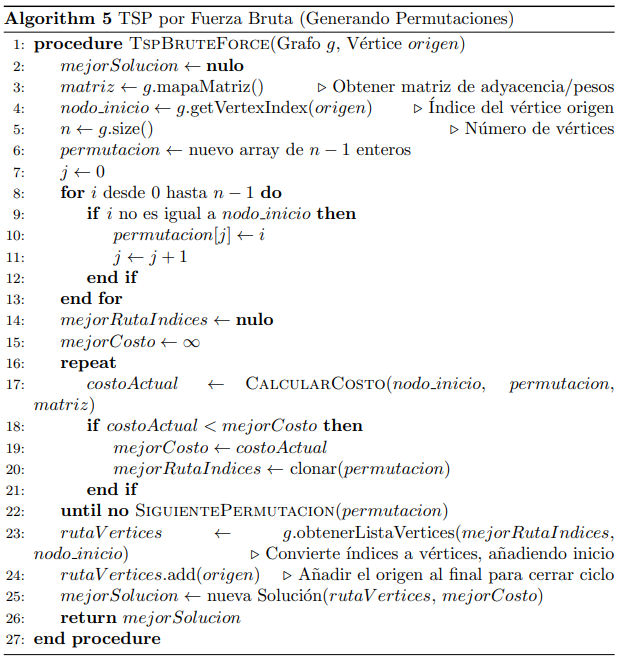 Algorithm 5 TSP por Fuerza Bruta (Generando Permutaciones)
1: procedure TspBruteForce(Grafo g, Vértice origen)
2: mejorSolucion ← nulo
3: matriz ← g.mapaMatriz() ▷ Obtener matriz de adyacencia/pesos
4: nodo_inicio ← g.getVertexIndex(origen) ▷ Índice del vértice origen
5: n ← g.size() ▷ Número de vértices
6: permutacion ← nuevo array de n − 1 enteros
7: j ← 0
8: for i desde 0 hasta n − 1 do
9: if i no es igual a nodo_inicio then
10: permutacion[j] ← i
11: j ← j + 1
12: end if
13: end for
14: mejorRutaIndices ← nulo
15: mejorCosto ← ∞
16: repeat
17: costoActual ← CalcularCosto(nodo_inicio, permutacion,
matriz)
18: if costoActual < mejorCosto then
19: mejorCosto ← costoActual
20: mejorRutaIndices ← clonar(permutacion)
21: end if
22: until no SiguientePermutacion(permutacion)
23: rutaVertices ← g.obtenerListaVertices(mejorRutaIndices,
nodo_inicio) ▷ Convierte índices a vértices, añadiendo inicio
24: rutaVertices.add(origen) ▷ Añadir el origen al final para cerrar ciclo
25: mejorSolucion ← nueva Solución(rutaVertices, mejorCosto)
26: return mejorSolucion
27: end procedure